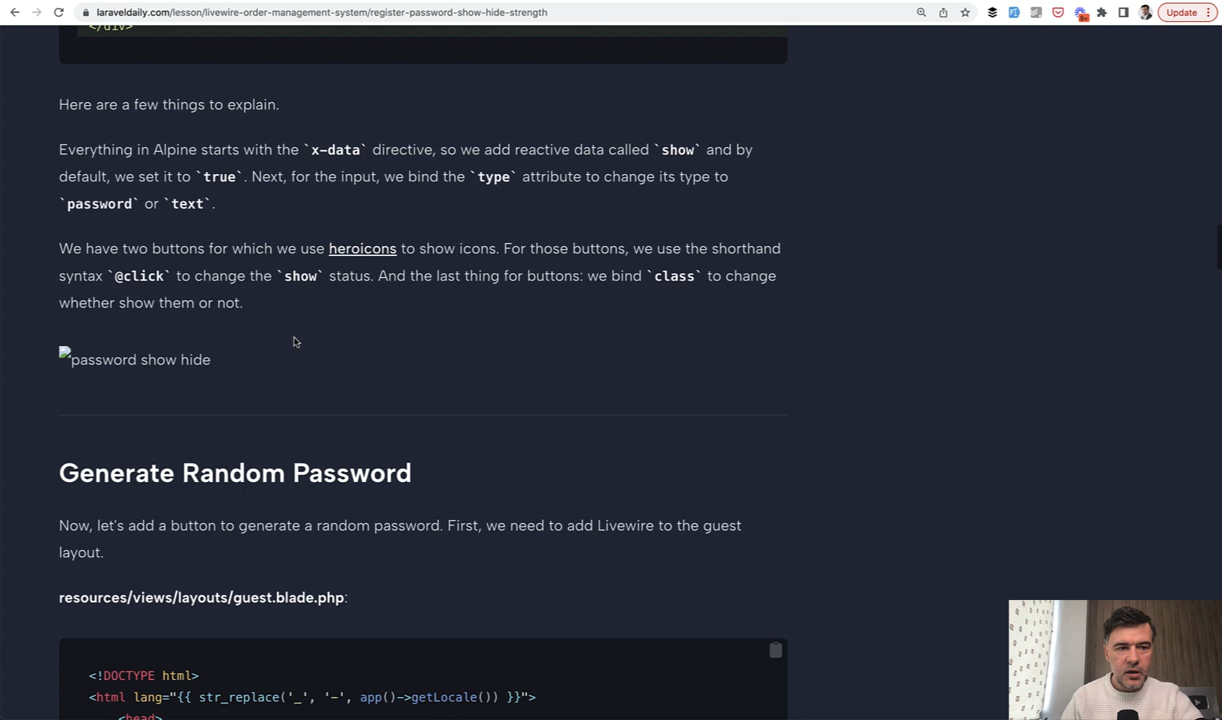 laraveldaily.com/lesson/livewire-order-management-system/register-password-show-hide-strength
Update
</div>
Here are a few things to explain.
Everything in Alpine starts with the `x-data` directive, so we add reactive data called `show` and by
default, we set it to `true`. Next, for the input, we bind the `type` attribute to change its type to
`password` or `text`.
We have two buttons for which we use heroicons to show icons. For those buttons, we use the shorthand
syntax `@click` to change the `show` status. And the last thing for buttons: we bind `class` to change
whether show them or not.
password show hide
Generate Random Password
Now, let's add a button to generate a random password. First, we need to add Livewire to the guest
layout.
resources/views/layouts/guest.blade.php:
<!DOCTYPE html>
<html lang="{{ str_replace('_', '-', app()->getLocale()) }}">
<head>